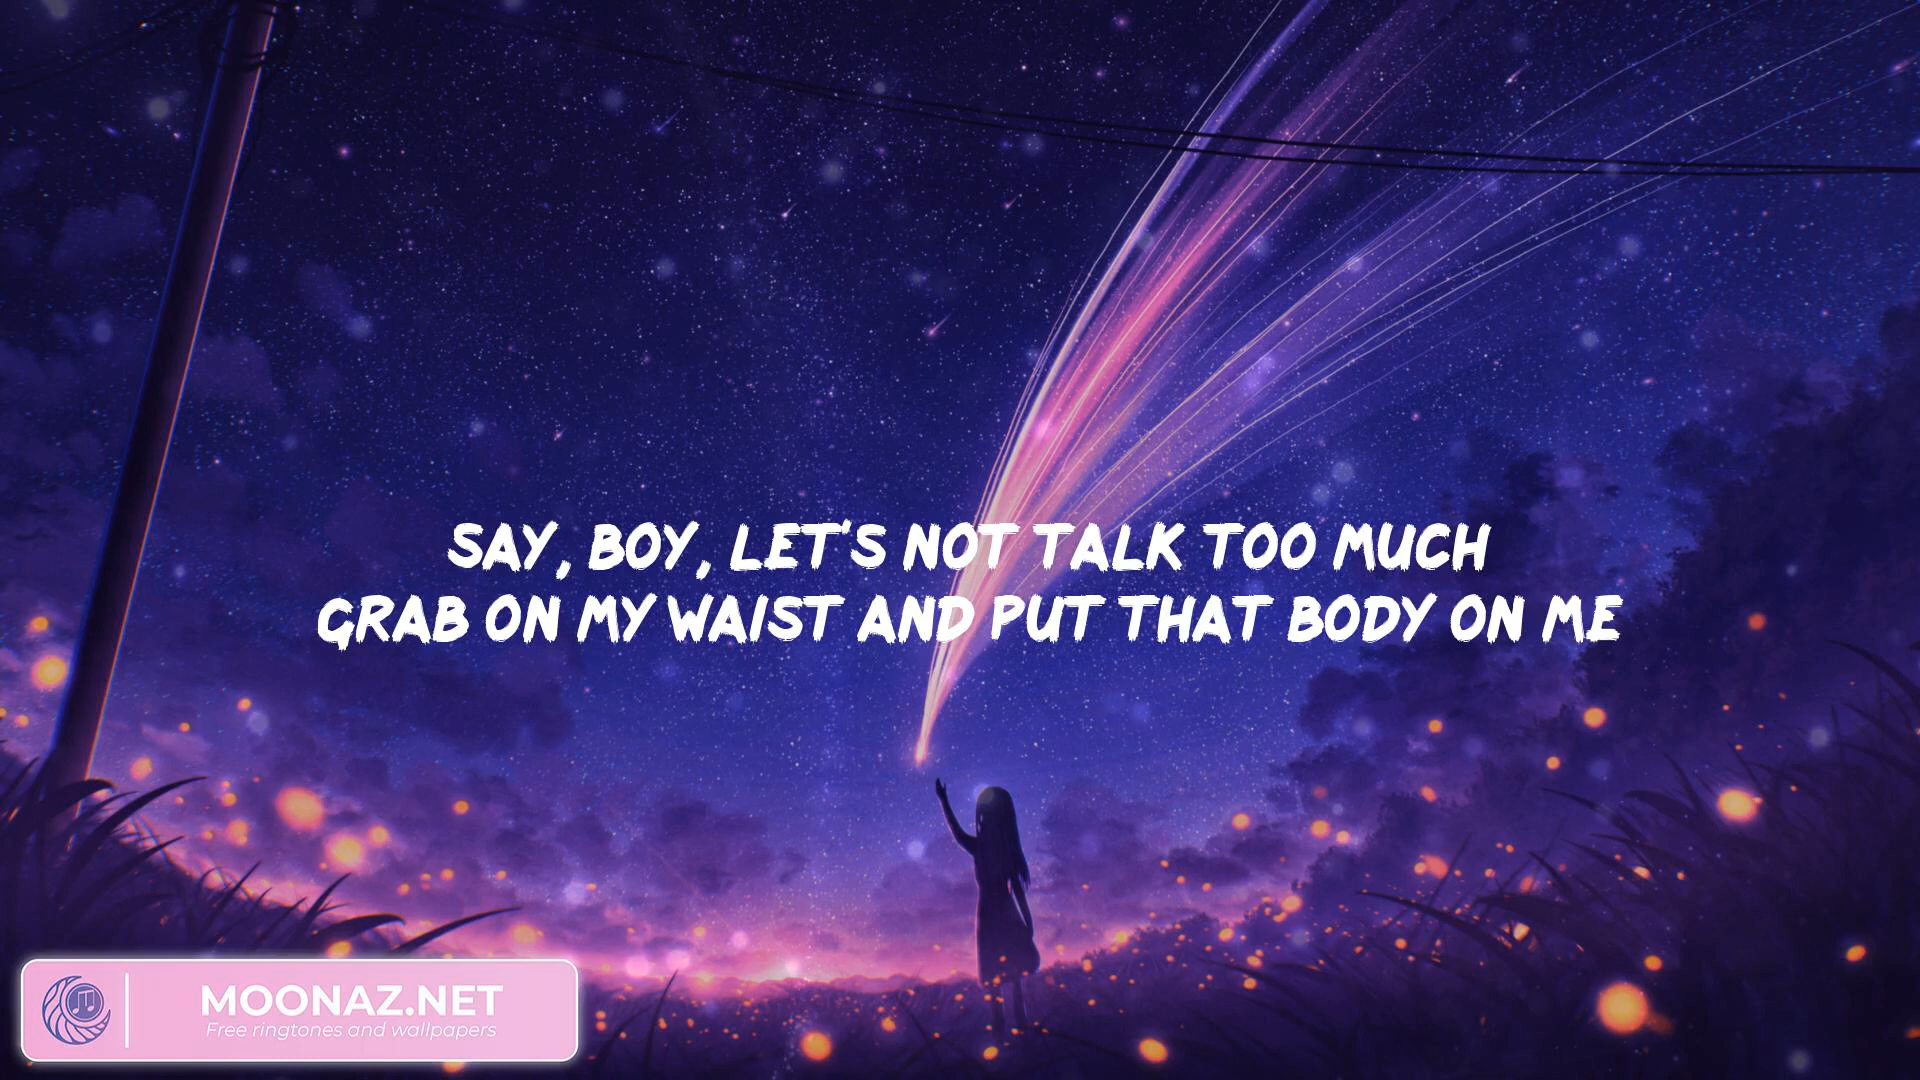 SAY, BOY, LET'S NOT TALK TOO MUCH
GRAB ON MY WAIST AND PUT THAT BODY ON ME
MOONAZ.NET
Free ringtones and wallpapers